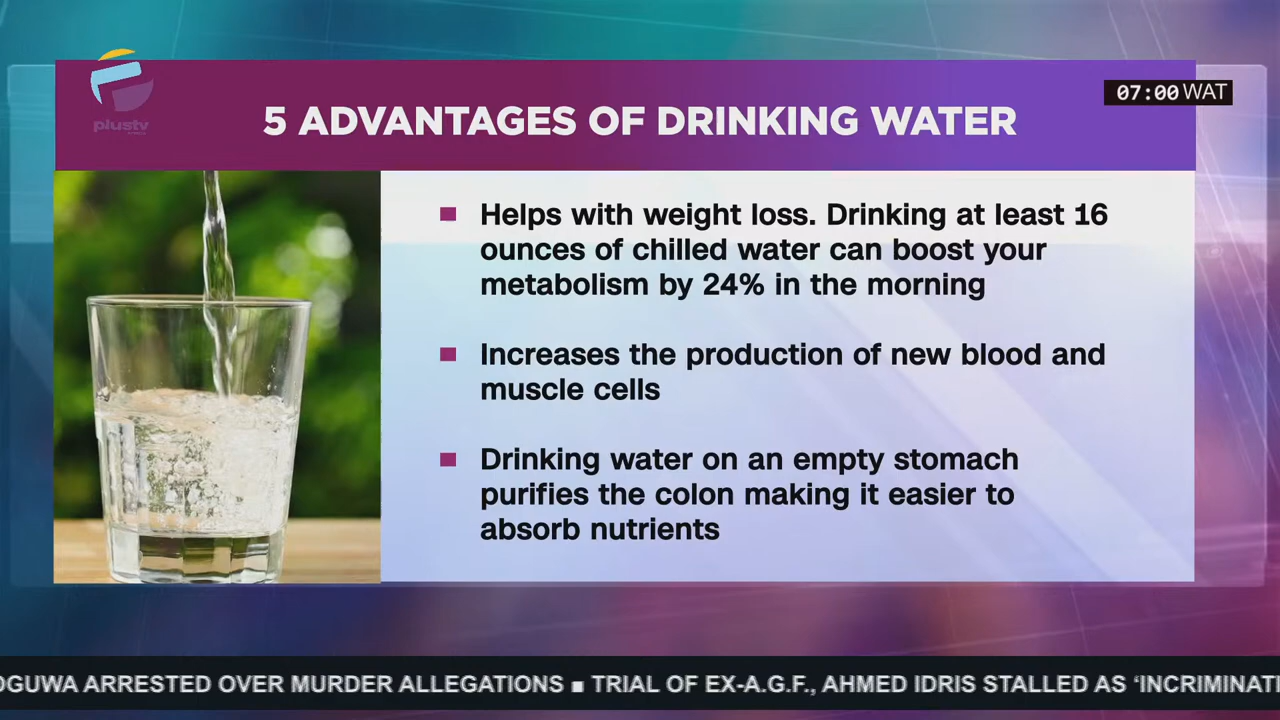 plustv
07:00 WAT
5 ADVANTAGES OF DRINKING WATER
Helps with weight loss. Drinking at least 16
ounces of chilled water can boost your
metabolism by 24% in the morning
Increases the production of new blood and
muscle cells
Drinking water on an empty stomach
purifies the colon making it easier to
absorb nutrients
OGUWA ARRESTED OVER MURDER ALLEGATIONS ■ TRIAL OF EX-A.G.F., AHMED IDRIS STALLED AS ‘INCRIMINATI